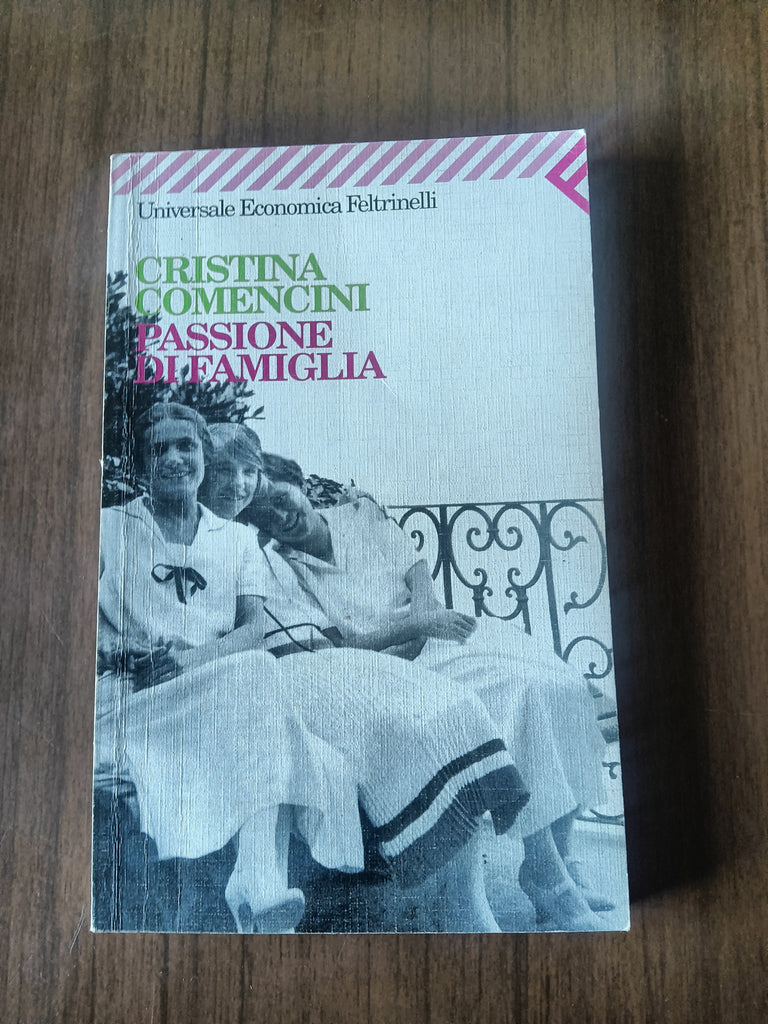 Universale Economica Feltrinelli
CRISTINA
COMENCINI
PASSIONE
DI FAMIGLIA